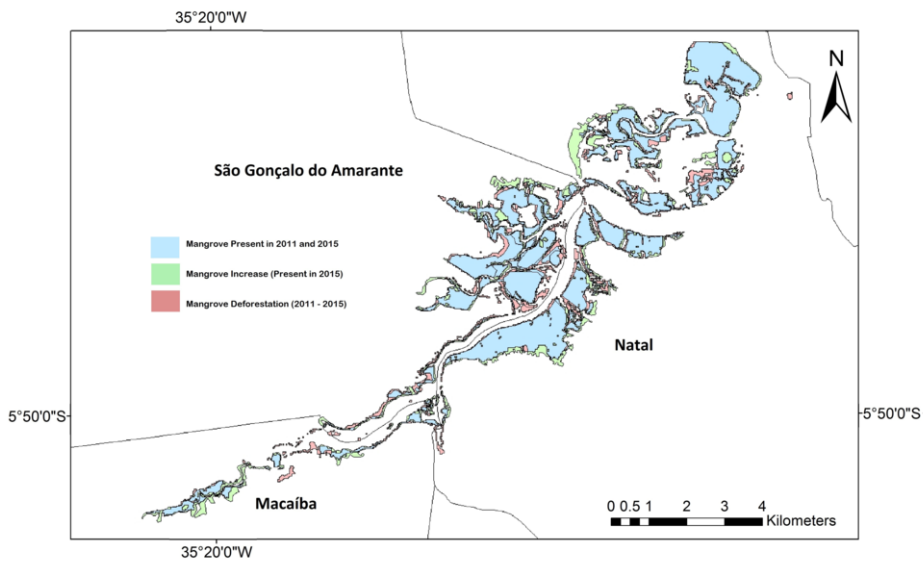 35°20'0"W
N
São Gonçalo do Amarante
Mangrove Present in 2011 and 2015
Mangrove Increase (Present in 2015)
Mangrove Deforestation (2011 - 2015)
Natal
5°50'0"S
5°50'0"S
Macaíba
0 0.5 1 2 3 4
Kilometers
35°20'0"W